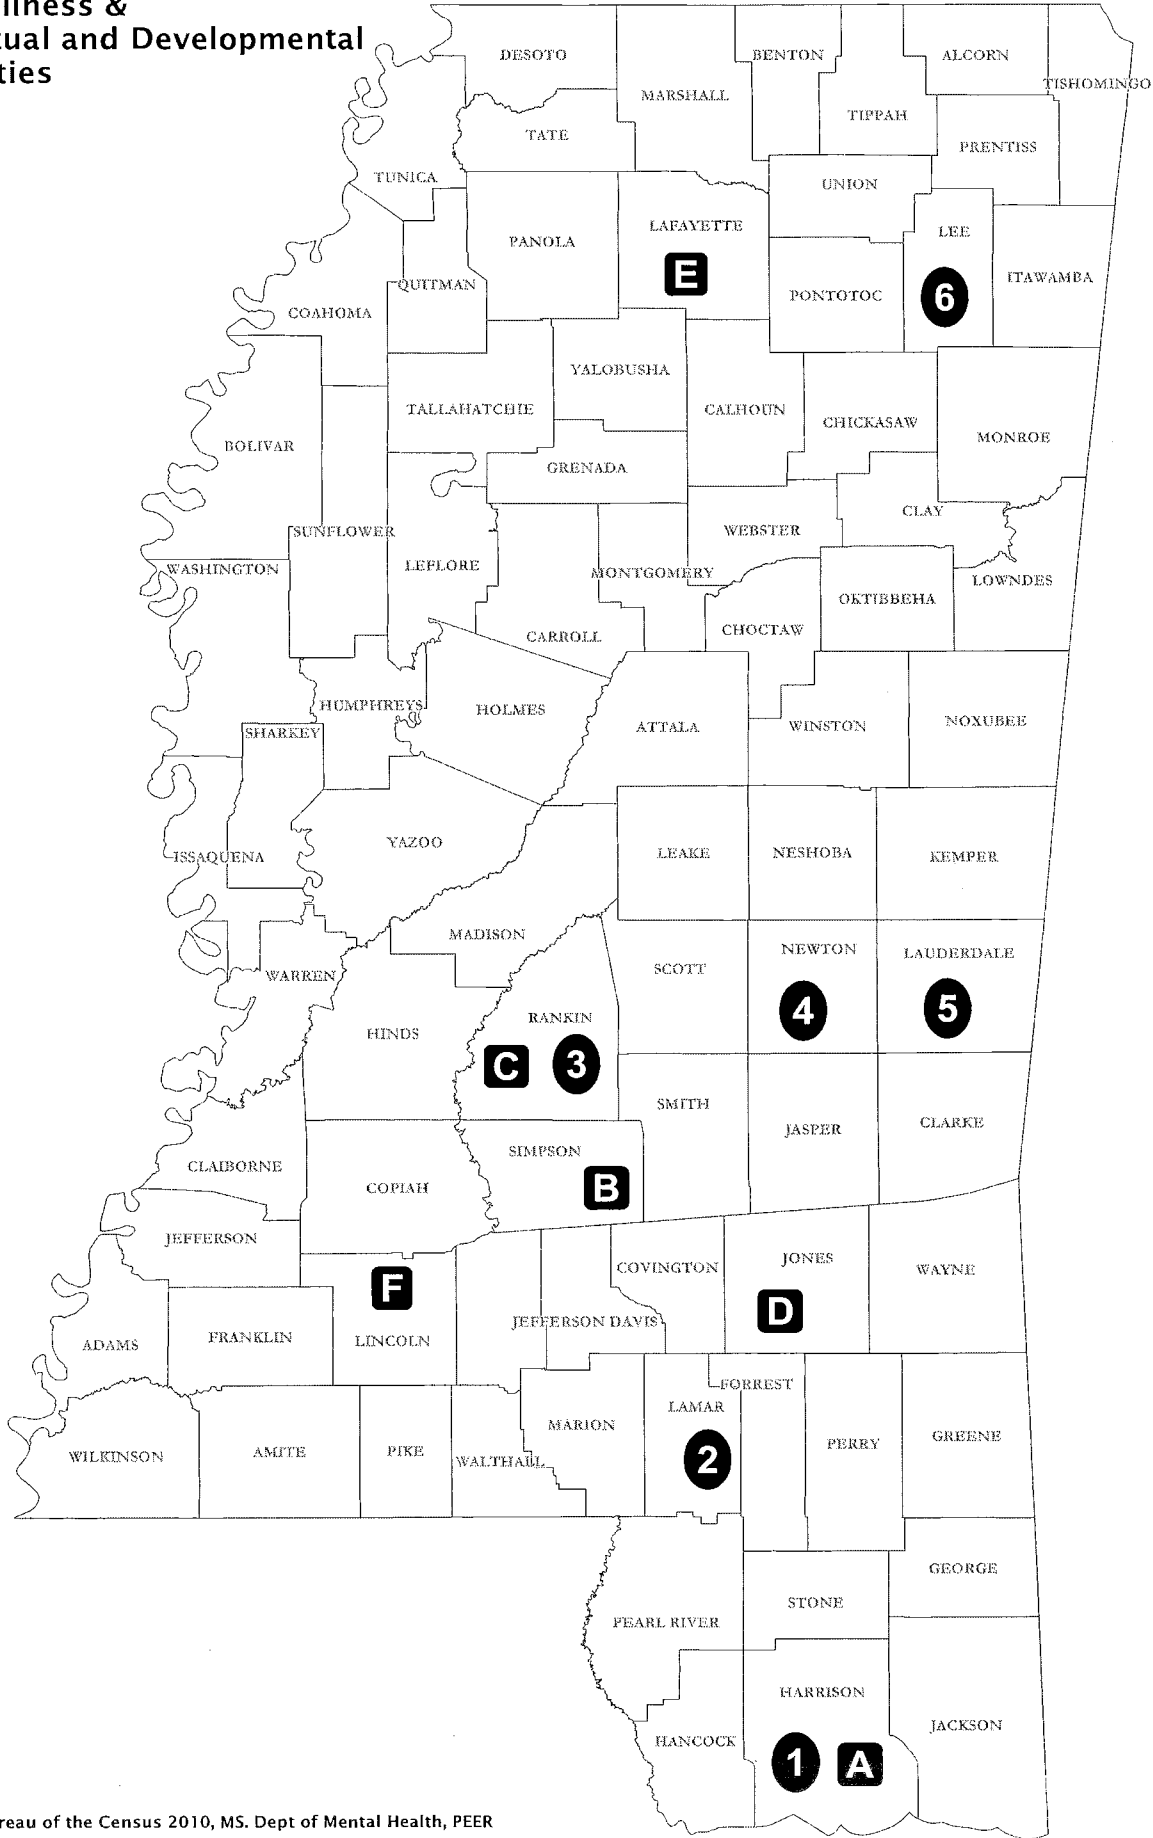 llness &
tual and Developmental
ties
DESOTO
BENTON
ALCORN
TISHOMINGO
MARSHALL
TIPPAH
TATE
PRENTISS
TUNICA
UNION
LAFAYETTE
LEE
PANOLA
E
ITAWAMBA
QUITMAN
PONTOTOC
6
COAHOMA
YALOBUSHA
TALLAHATCHIE
CALHOUN
CHICKASAW
MONROE
BOLIVAR
GRENADA
CLAY
SUNFLOWER
WEBSTER
LEFLORE
WASHINGTON
MONTGOMERY
LOWNDES
OKTIBBEHA
CHOCTAW
CARROLL
HUMPHREYS
HOLMES
ATTALA
WINSTON
NOXUBEE
SHARKEY
YAZOO
LEAKE
NESHOBA
KEMPER
ISSAQUENA
MADISON
NEWTON
LAUDERDALE
SCOTT
WARREN
4
5
RANKIN
HINDS
C
3
SMITH
JASPER
CLARKE
SIMPSON
CLAIBORNE
COPIAH
B
JEFFERSON
JONES
COVINGTON
WAYNE
F
D
JEFFERSON DAVIS
FRANKLIN
LINCOLN
ADAMS
FORREST
LAMAR
MARION
GREENE
PERRY
PIKE
AMITE
WILKINSON
WALTHALL
2
GEORGE
STONE
PEARL RIVER
HARRISON
JACKSON
HANCOCK
1
A
reau of the Census 2010, MS. Dept of Mental Health, PEER